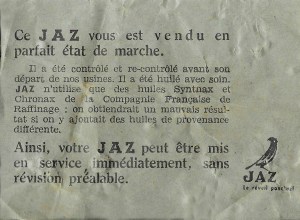 Ce JAZ vous est vendu en
parfait état de marche.
Il a été contrôlé et re-contrôlé avant son
départ de nos usines. Il a été huilé avec soin.
JAZ n'utilise que des huiles Syntnax et
Chronax de la Compagnie Française de
Raffinage : on obtiendrait un mauvais résul-
tat si on y ajoutait des huiles de provenance
différente.
Ainsi, votre JAZ peut être mis
en service immédiatement, sans
révision préalable.
JAZ
Le réveil ponctuel